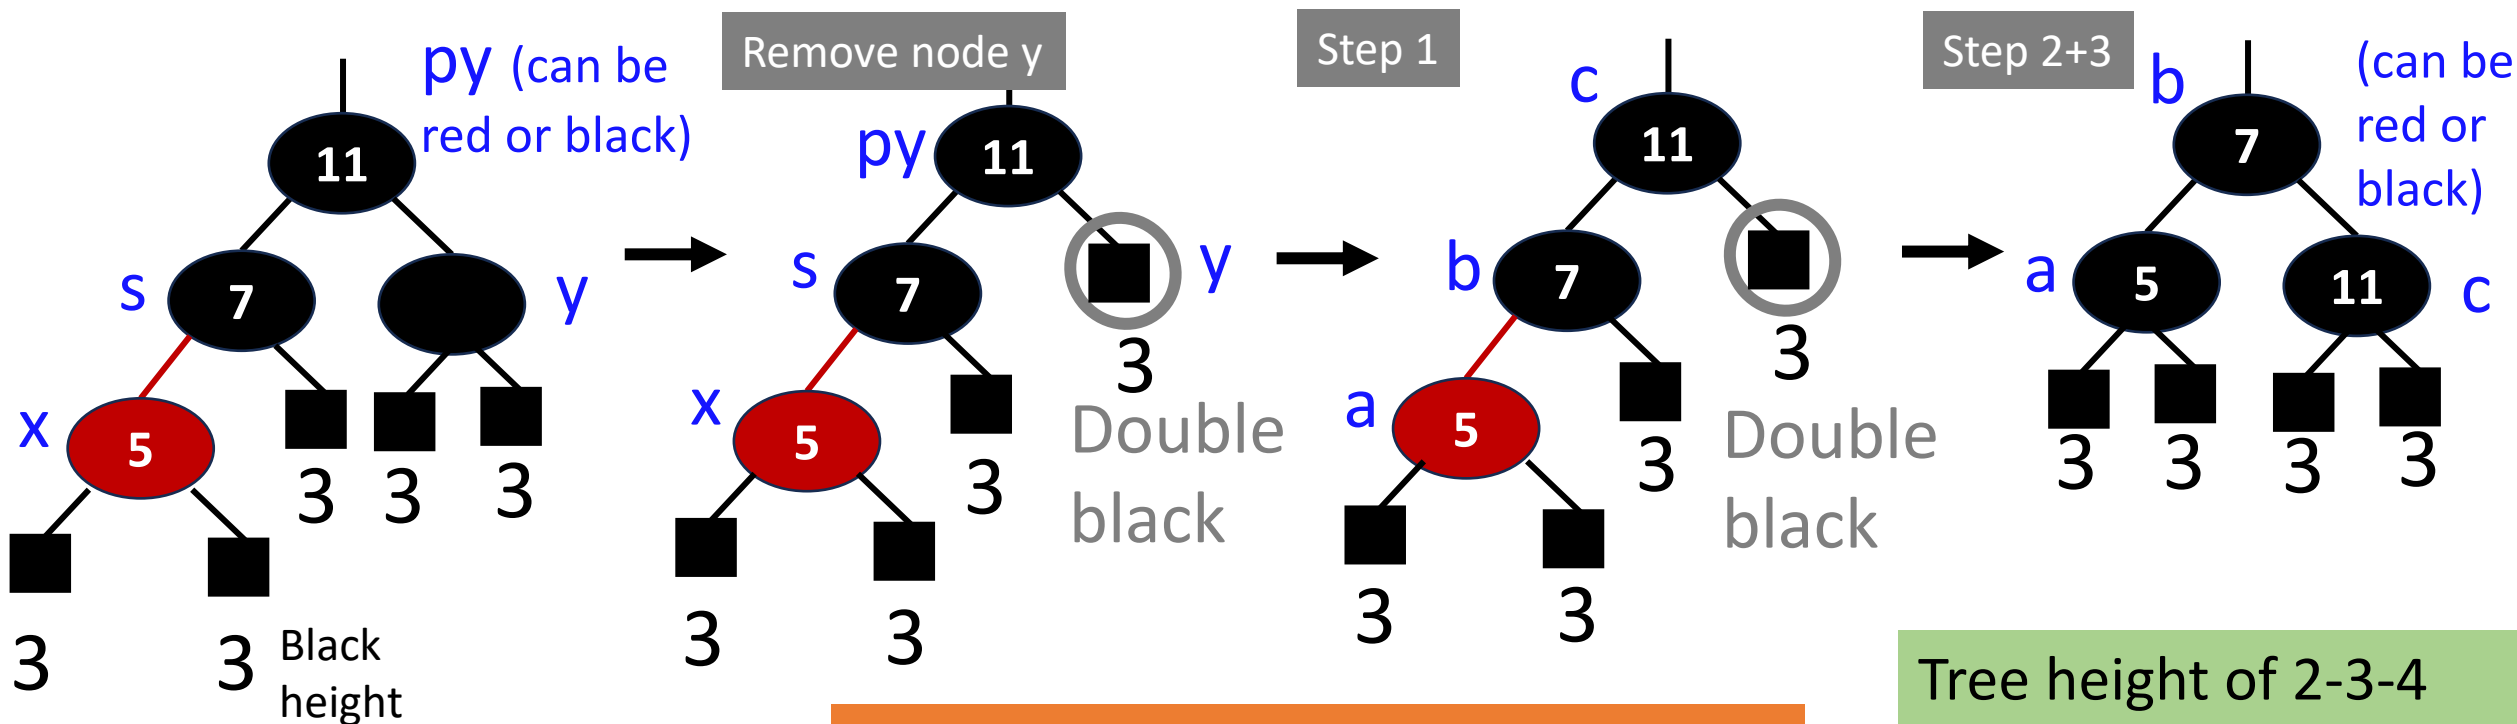 py (can be
red or black)
11
s
7
y
x
5
3
3
3
3
3
Black
height
Remove node y
py
11
s
7
y
3
x
5
3
3
3
Double
black
Step 1
c
11
b
7
3
a
5
3
3
3
Double
black
Step 2+3
b
(can be
red or
black)
7
a
5
11
c
3
3
3
3
Tree height of 2-3-4